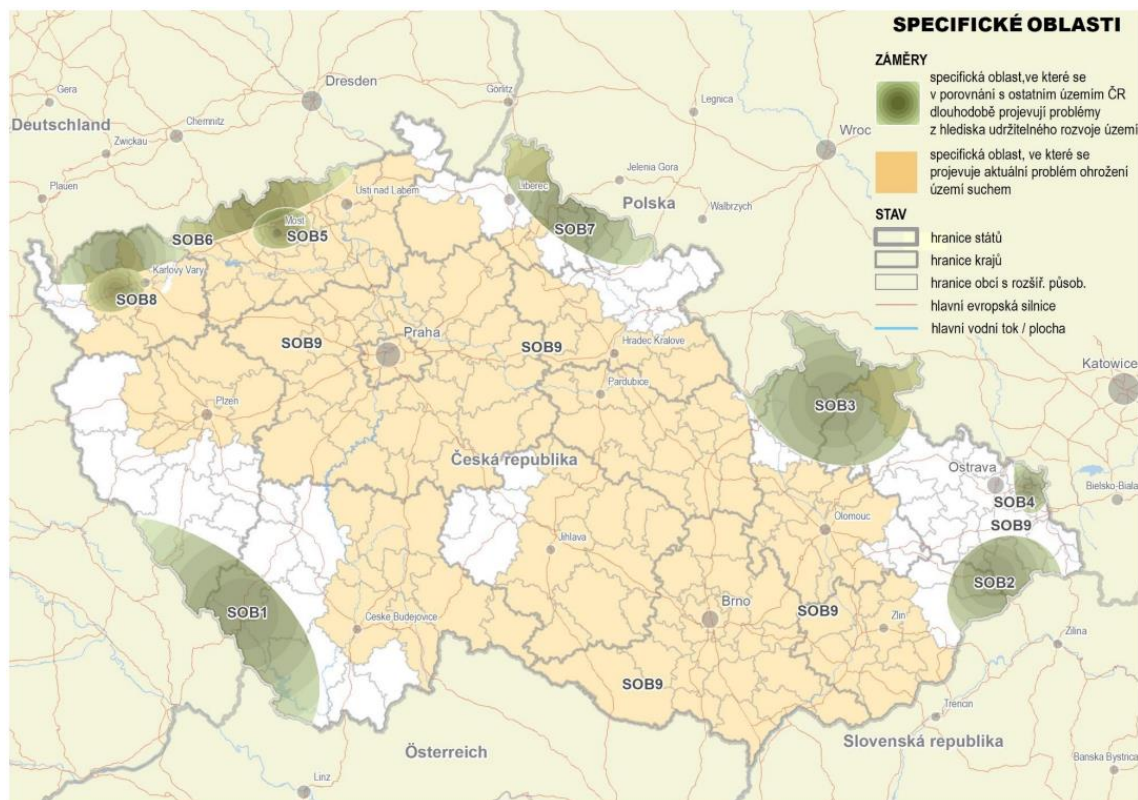 SPECIFICKÉ OBLASTI
ZÁMĚRY
specifická oblast,ve které se
v porovnání s ostatním územím ČR
dlouhodobě projevují problémy
z hlediska udržitelného rozvoje území
specifická oblast, ve které se
projevuje aktuální problém ohrožení
území suchem
STAV
hranice států
hranice krajů
hranice obcí s rozšíř. působ.
hlavní evropská silnice
hlavní vodní tok / plocha
Dresden
Görlitz
Gera
Legnica
Deutschland
Chemnitz
Wroc
Zwickau
Jelenia Gora
Plauen
Usti nad Labem
Liberec
Polska
Walbrzych
Most
SOB6
SOB5
SOB7
Karlovy Vary
SOB8
Praha
SOB9
SOB9
Hradec Kralove
Katowice
Pardubice
SOB3
Plzen
Česká republika
Ostrava
Bielsko-Biala
SOB4
SOB9
Olomouc
Jihlava
SOB2
SOB1
Brno
SOB9
Ceske Budejovice
Zlin
Zilina
SOB9
Trencin
Slovenská republika
Österreich
Banska Bystrica
Linz